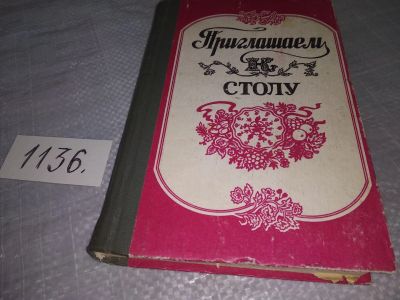 Приглашаем
к
столу
1136.